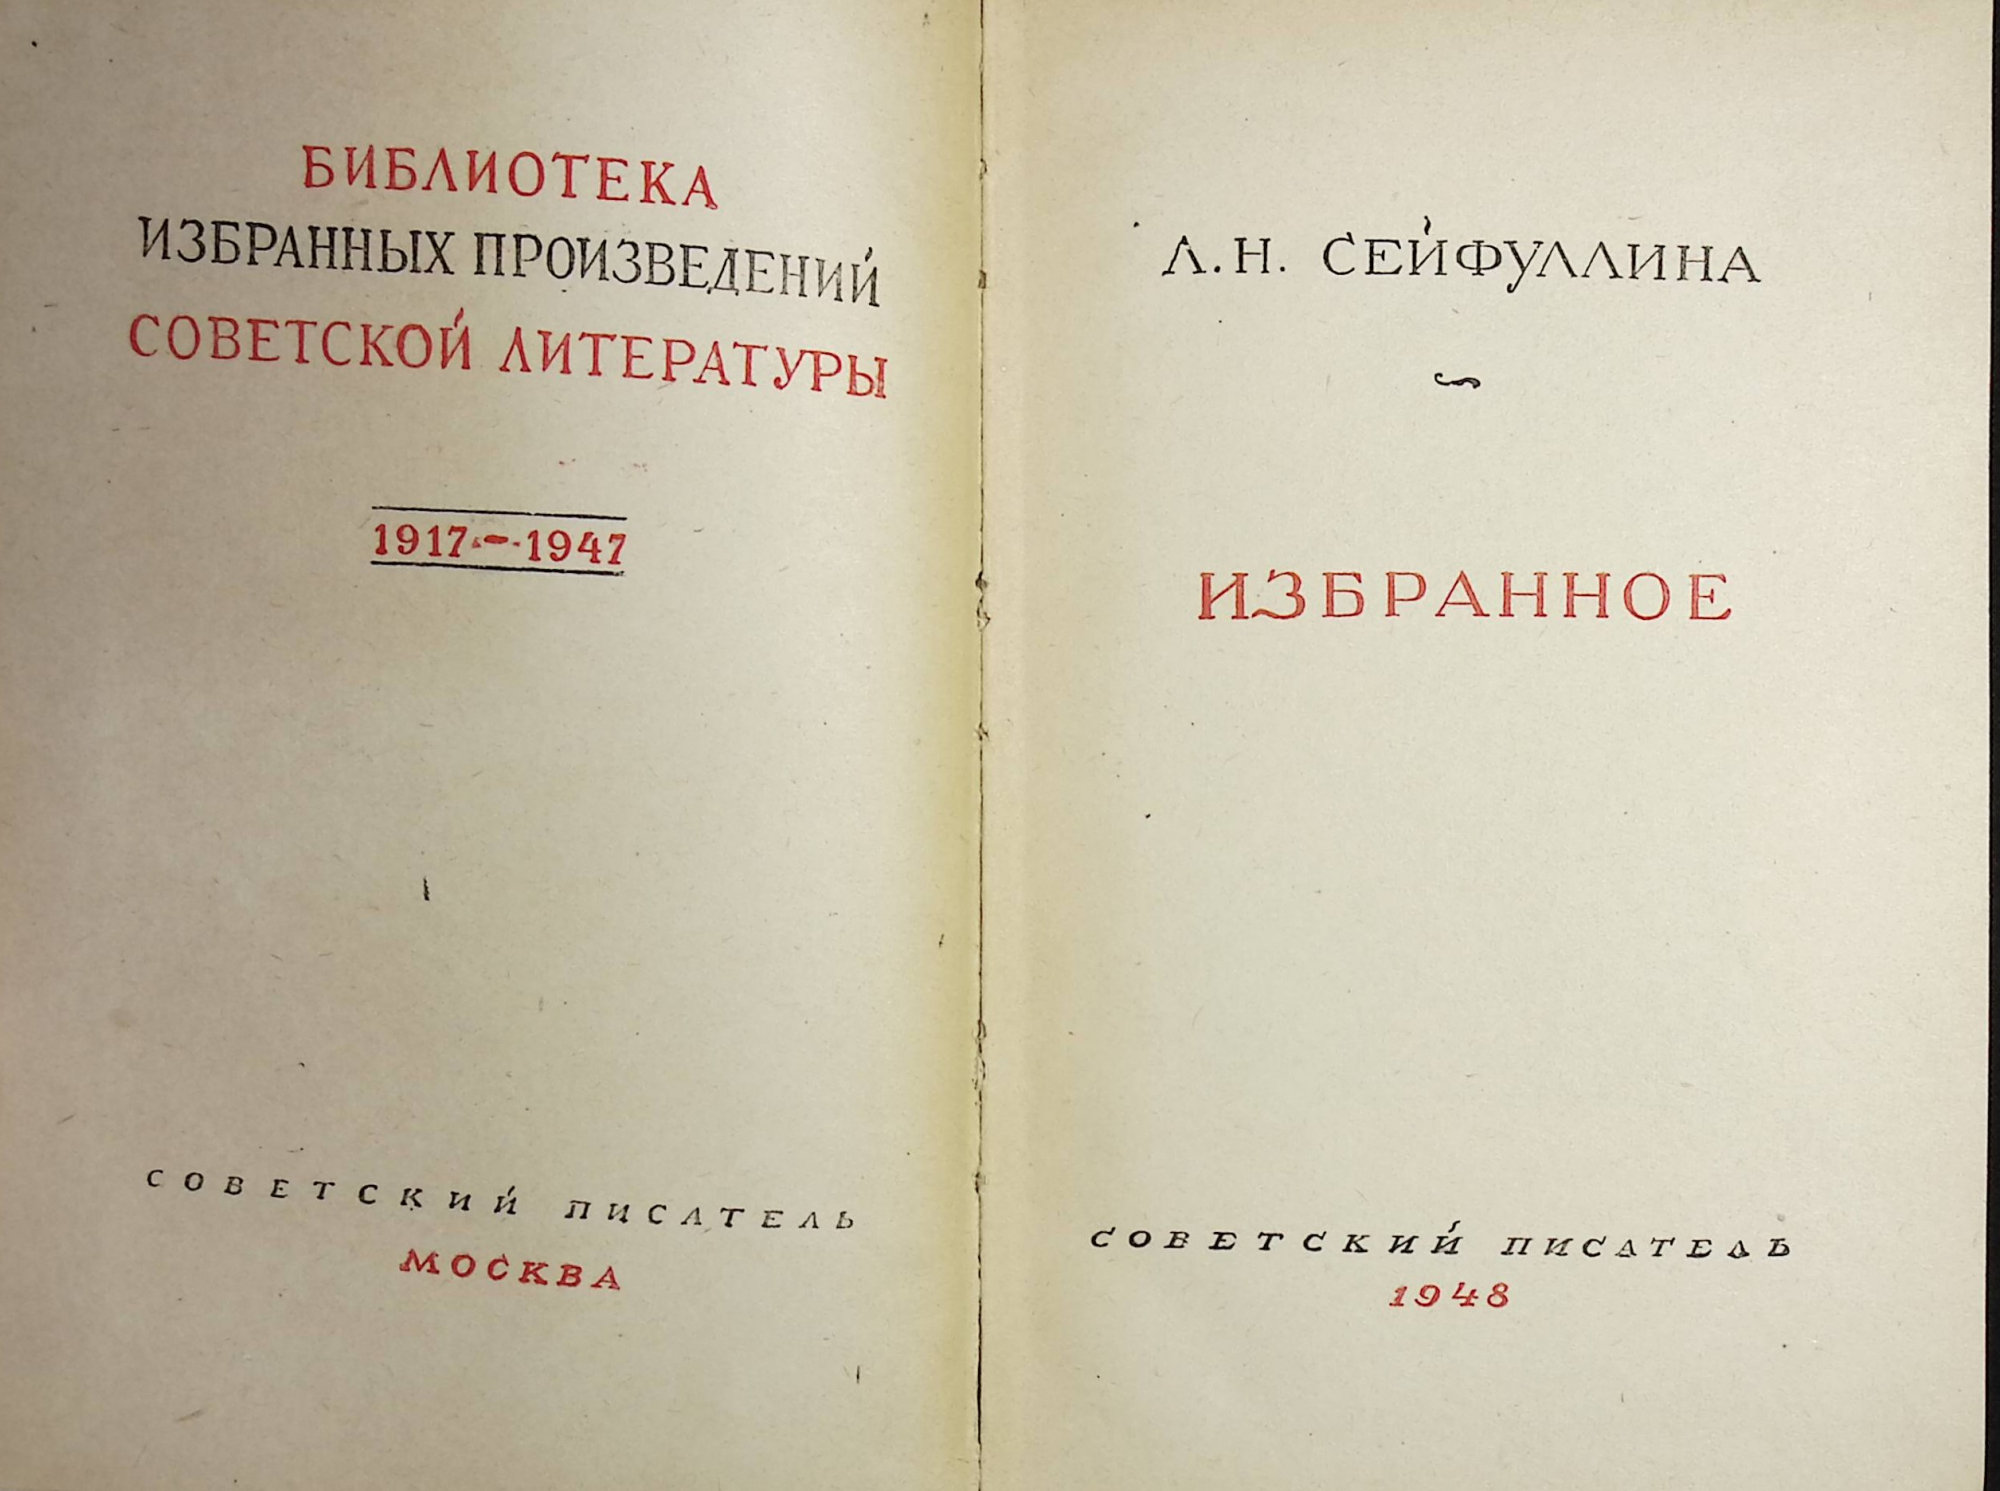 БИБЛИОТЕКА
ИЗБРАННЫХ ПРОИЗВЕДЕНИЙ
СОВЕТСКОЙ ЛИТЕРАТУРЫ
1917 - 1947
СОВЕТСКИЙ ПИСАТЕЛЬ
МОСКВА
Л. Н. СЕЙФУЛЛИНА
ИЗБРАННОЕ
СОВЕТСКИЙ ПИСАТЕЛЬ
1948